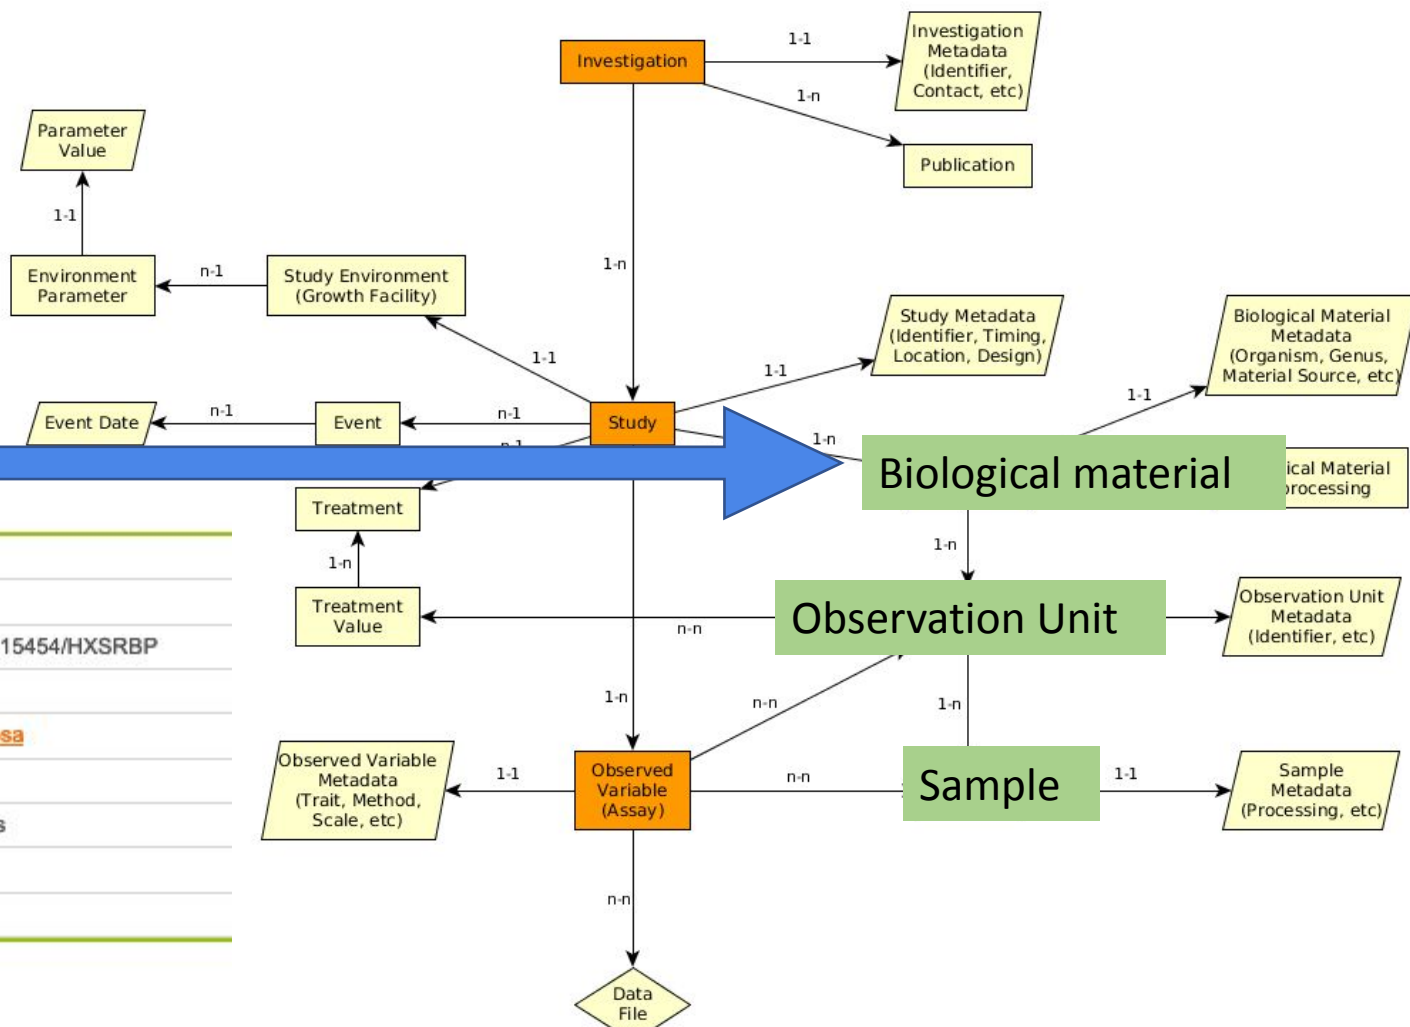 Investigation
1-1
Investigation
Metadata
(Identifier,
Contact, etc)
1-n
Publication
Parameter
Value
1-1
Environment
Parameter
n-1
Study Environment
(Growth Facility)
1-n
1-1
Study Metadata
(Identifier, Timing,
Location, Design)
1-1
Biological Material
Metadata
(Organism, Genus,
Material Source, etc)
1-1
Event Date
n-1
Event
n-1
Study
1-n
Biological material
ical Material
processing
Treatment
1-n
Treatment
Value
1-n
n-n
Observation Unit
Observation Unit
Metadata
(Identifier, etc)
15454/HXSRBP
sa
s
1-n
n-n
1-n
Observed Variable
Metadata
(Trait, Method,
Scale, etc)
1-1
Observed
Variable
(Assay)
n-n
Sample
1-1
Sample
Metadata
(Processing, etc)
n-n
Data
File